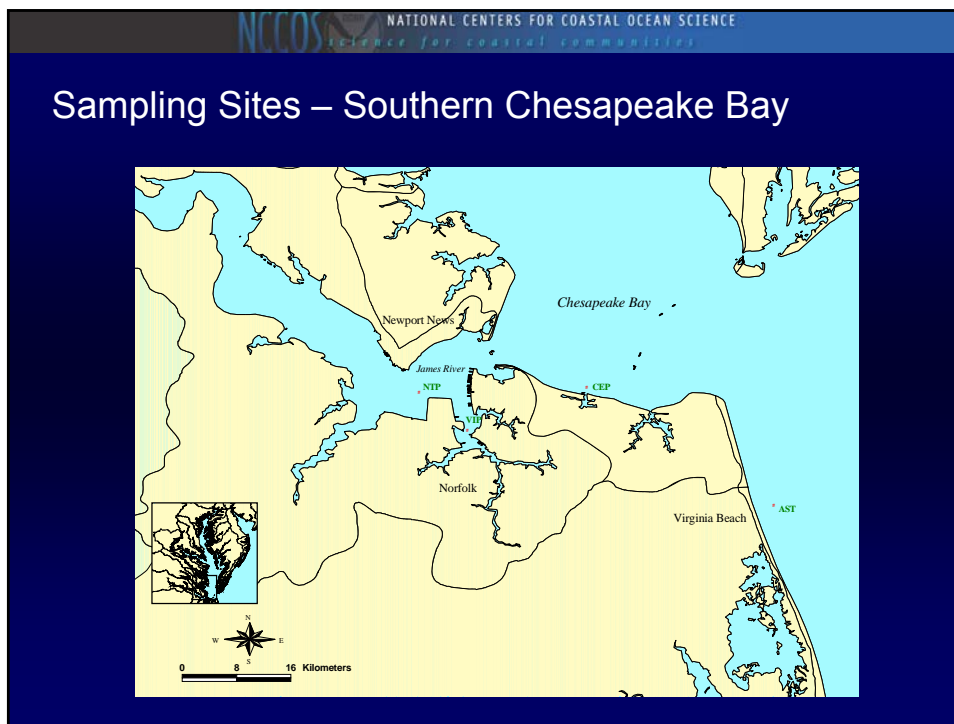 NCCOS NATIONAL CENTERS FOR COASTAL OCEAN SCIENCE
science for coastal communities
Sampling Sites – Southern Chesapeake Bay
Chesapeake Bay
Newport News
James River
NTP
CEP
VIP
Norfolk
Virginia Beach
AST
N
W E
S
0 8 16 Kilometers